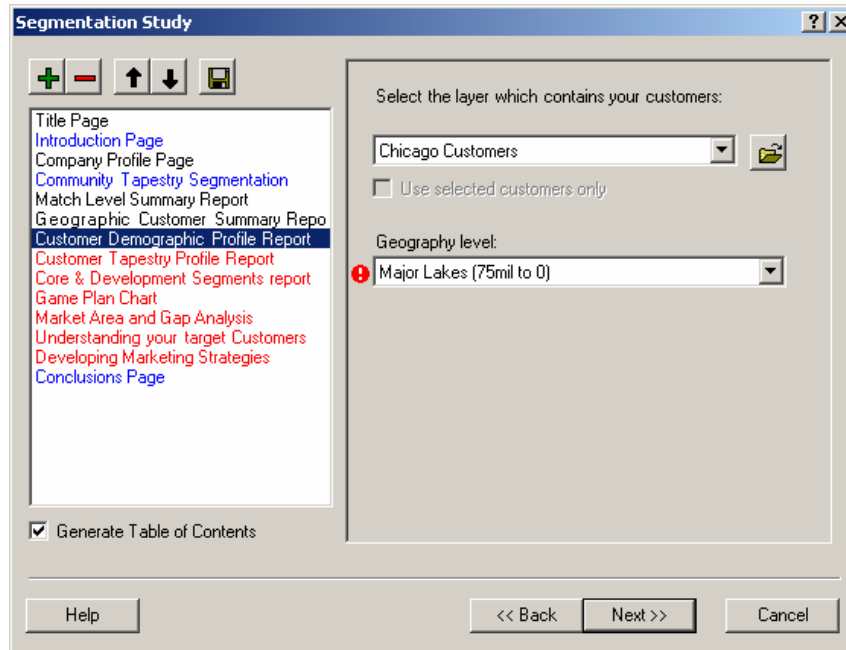 Segmentation Study
Title Page
Introduction Page
Company Profile Page
Community Tapestry Segmentation
Match Level Summary Report
Geographic Customer Summary Repo
Customer Demographic Profile Report
Customer Tapestry Profile Report
Core & Development Segments report
Game Plan Chart
Market Area and Gap Analysis
Understanding your target Customers
Developing Marketing Strategies
Conclusions Page
Generate Table of Contents
Select the layer which contains your customers:
Chicago Customers
Use selected customers only
Geography level:
Major Lakes (75mil to 0)
Help
<< Back
Next >>
Cancel